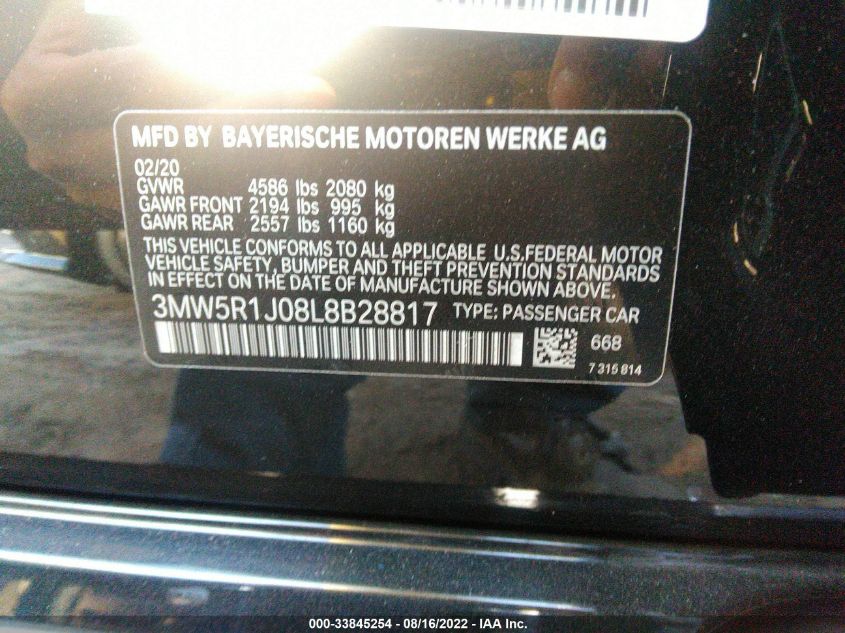 MFD BY BAYERISCHE MOTOREN WERKE AG
02/20
GVWR 4586 lbs 2080 kg
GAWR FRONT 2194 lbs 995 kg
GAWR REAR 2557 lbs 1160 kg
THIS VEHICLE CONFORMS TO ALL APPLICABLE U.S.FEDERAL MOTOR
VEHICLE SAFETY, BUMPER AND THEFT PREVENTION STANDARDS
IN EFFECT ON THE DATE OF MANUFACTURE SHOWN ABOVE.
3MW5R1J08L8B28817 TYPE: PASSENGER CAR
668
7 315 814
000-33845254 - 08/16/2022 - IAA Inc.